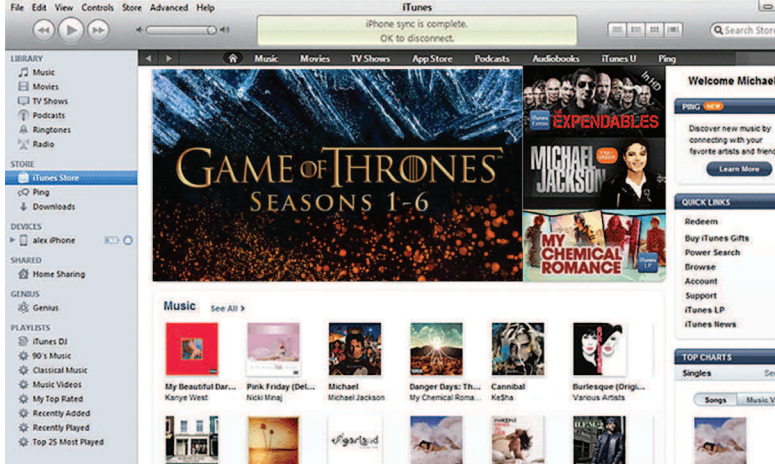 File Edit View Controls Store Advanced Help
iTunes
iPhone sync is complete.
OK to disconnect.
Search Store
LIBRARY
Music
Movies
TV Shows
Podcasts
Ringtones
Radio
STORE
iTunes Store
Ping
Downloads
DEVICES
alex iPhone
SHARED
Home Sharing
GENIUS
Genius
PLAYLISTS
iTunes DJ
90's Music
Classical Music
Music Videos
My Top Rated
Recently Added
Recently Played
Top 25 Most Played
Music Movies TV Shows App Store Podcasts Audiobooks iTunes U Ping
GAME OF THRONES
SEASONS 1-6
In HD
iTunes Extras
THE EXPENDABLES
MICHAEL JACKSON
MY
CHEMICAL
ROMANCE
iTunes
LP
Welcome Michael
PING NEW
Discover new music by
connecting with your
favorite artists and friend
Learn More
QUICK LINKS
Redeem
Buy iTunes Gifts
Power Search
Browse
Account
Support
iTunes LP
iTunes News
TOP CHARTS
Singles See
Songs Music V
Music See All >
My Beautiful Dar...
Kanye West
Pink Friday (Del...
Nicki Minaj
Michael
Michael Jackson
Danger Days: Th...
My Chemical Roma...
Cannibal
Ke$ha
Burlesque (Origi...
Various Artists